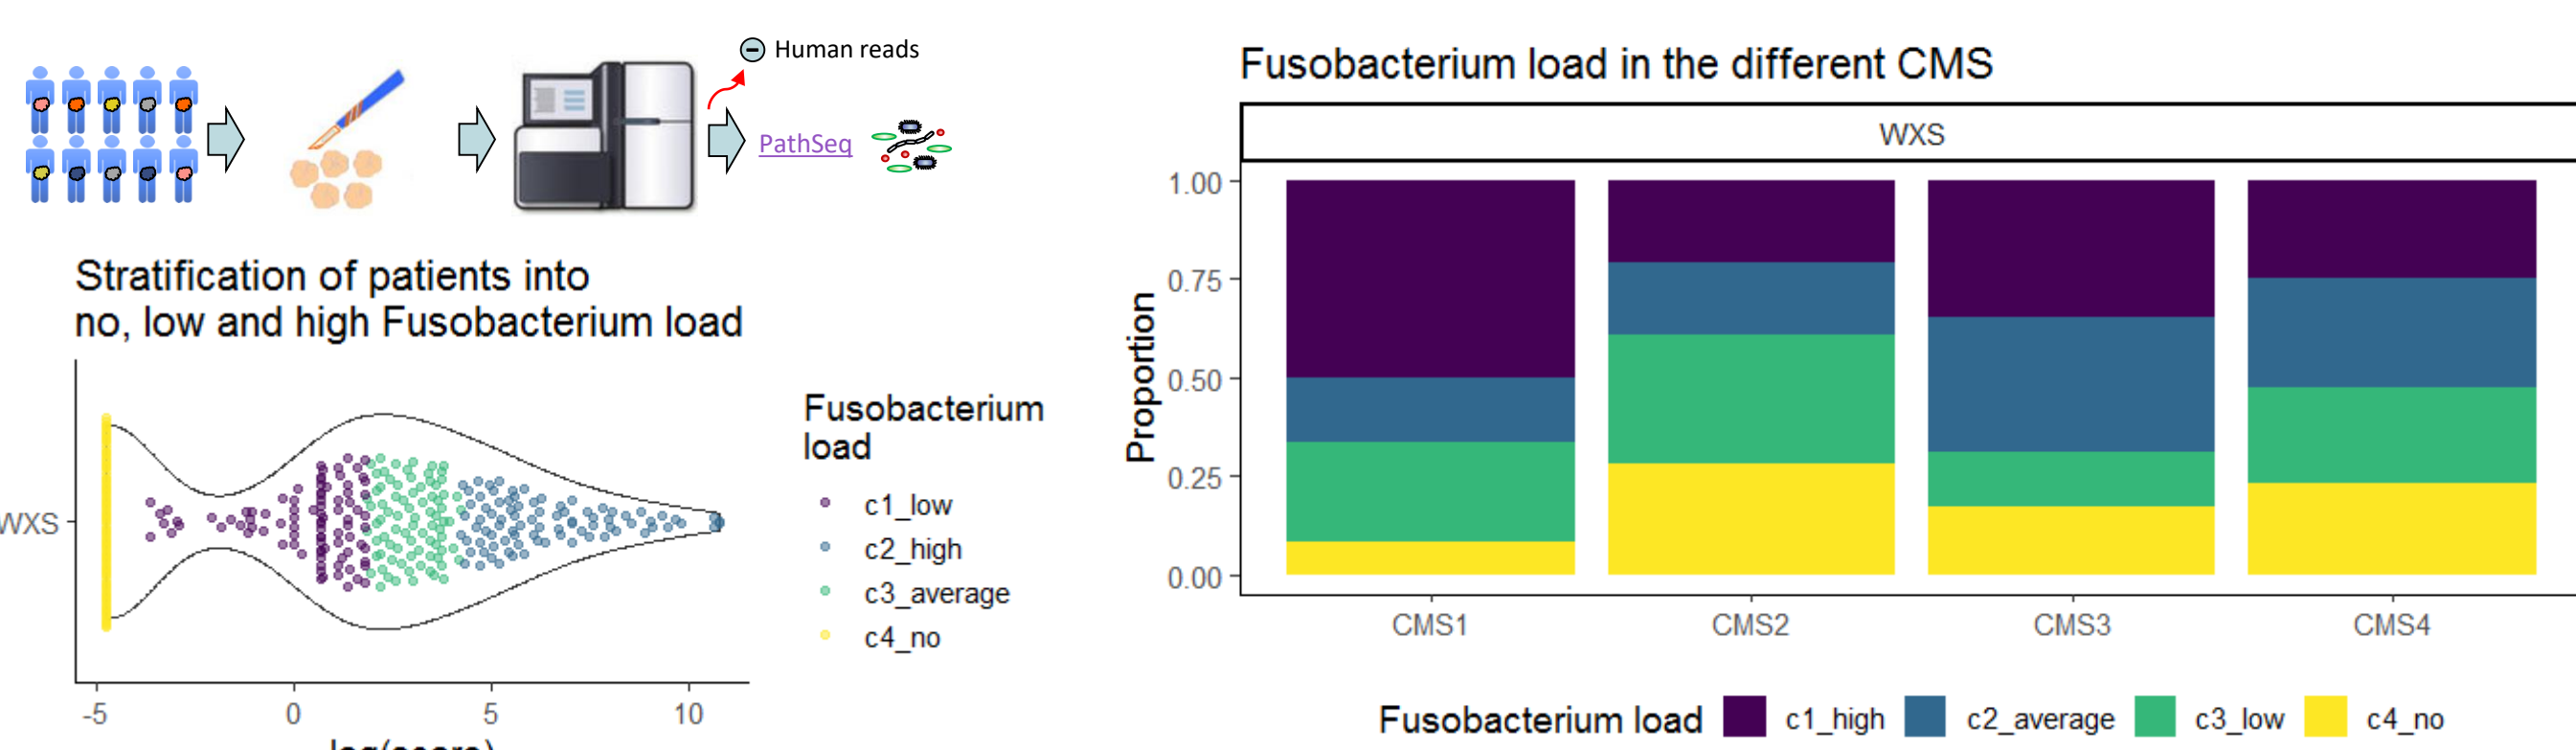 Human reads
PathSeq
Stratification of patients into
no, low and high Fusobacterium load
WXS
-5
0
5
10
log(score)
Fusobacterium
load
c1_low
c2_high
c3_average
c4_no
Fusobacterium load in the different CMS
WXS
Proportion
1.00
0.75
0.50
0.25
0.00
CMS1
CMS2
CMS3
CMS4
Fusobacterium load c1_high c2_average c3_low c4_no